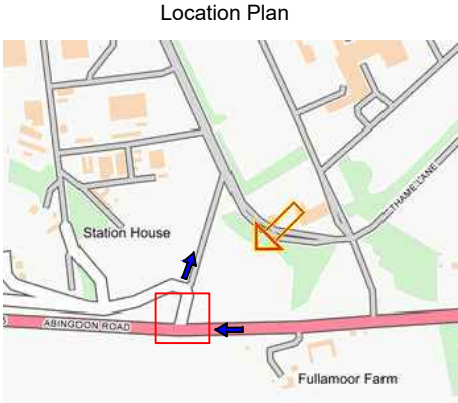 Location Plan
THAME LANE
Station House
ABINGDON ROAD
Fullamoor Farm